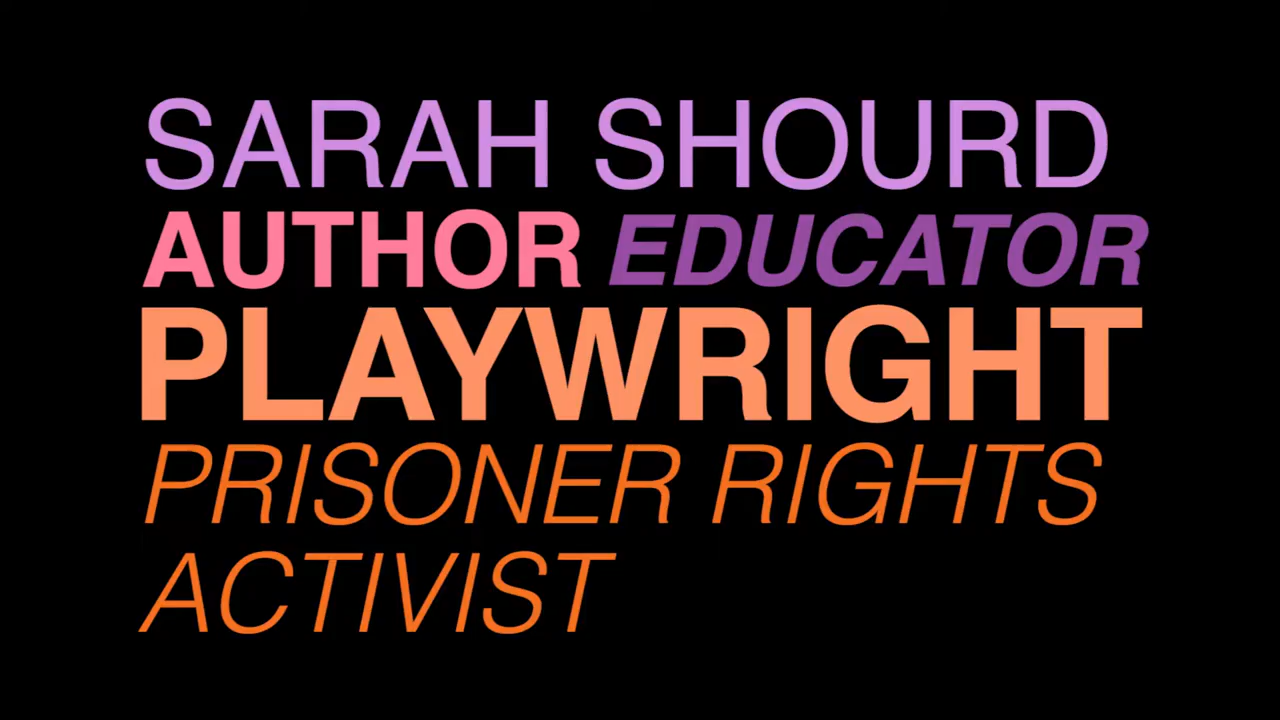 SARAH SHOURD
AUTHOR EDUCATOR
PLAYWRIGHT
PRISONER RIGHTS
ACTIVIST